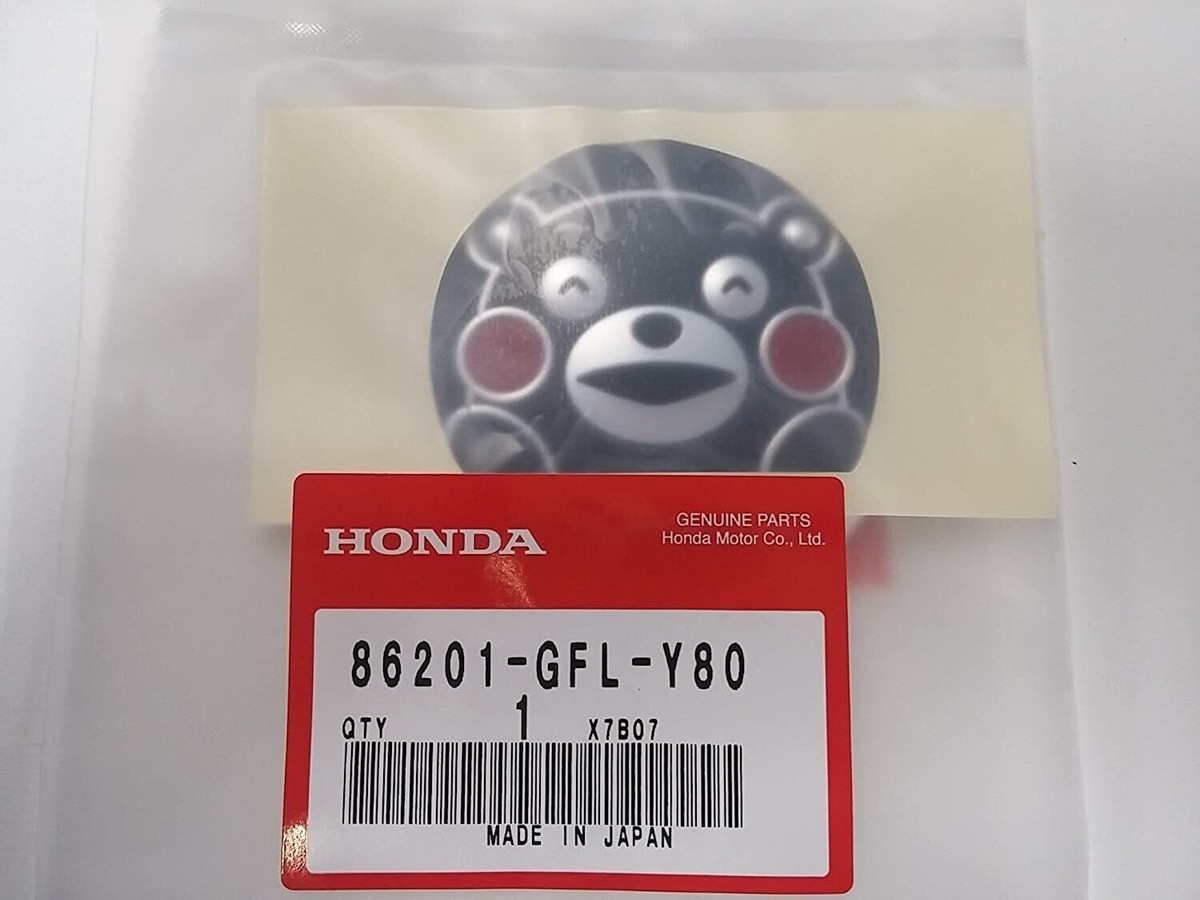 HONDA
GENUINE PARTS
Honda Motor Co., Ltd.
86201-GFL-Y80
QTY 1 X7B07
MADE IN JAPAN